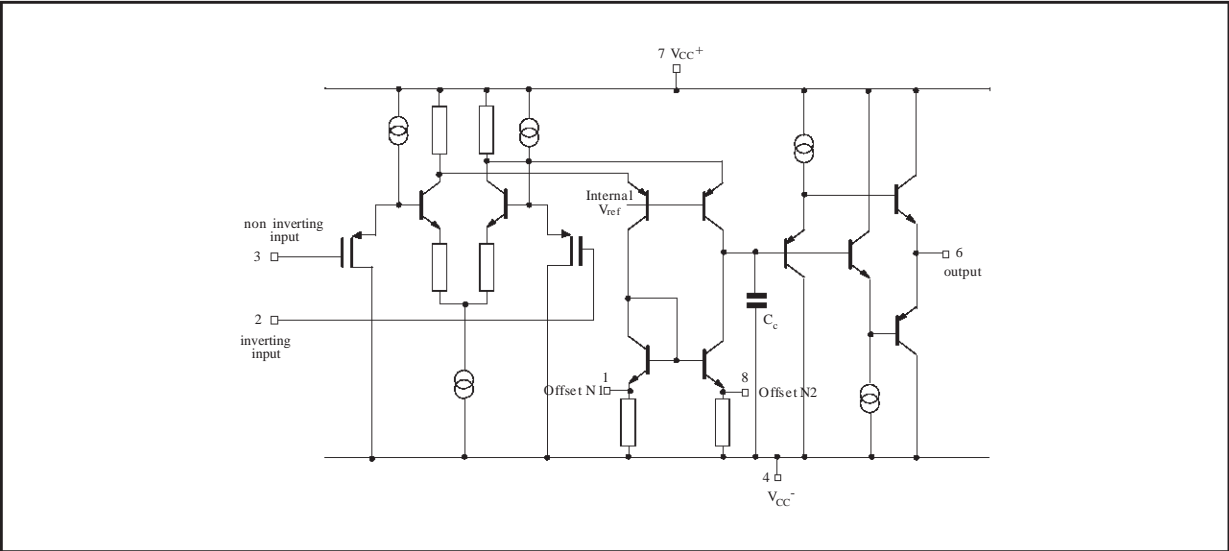 7 VCC+
Internal
Vref
non inverting
input
3
6
output
Cc
2
inverting
input
1
Offset N1
8
Offset N2
4
VCC-